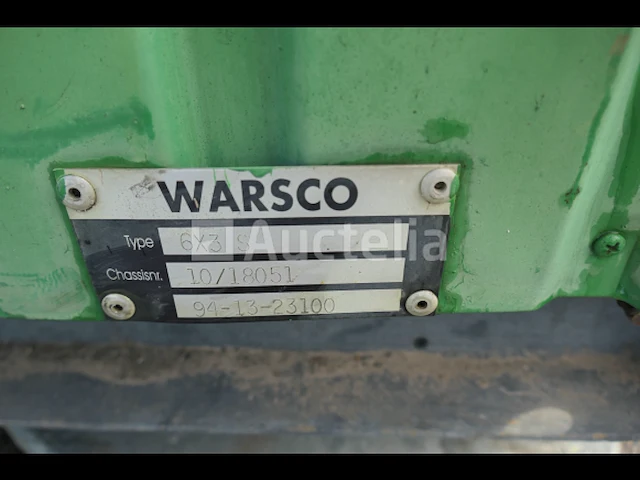 WARSCO
Type 6X3 S
Auctelia
Chassisnr. 10/18051
94-13-23100